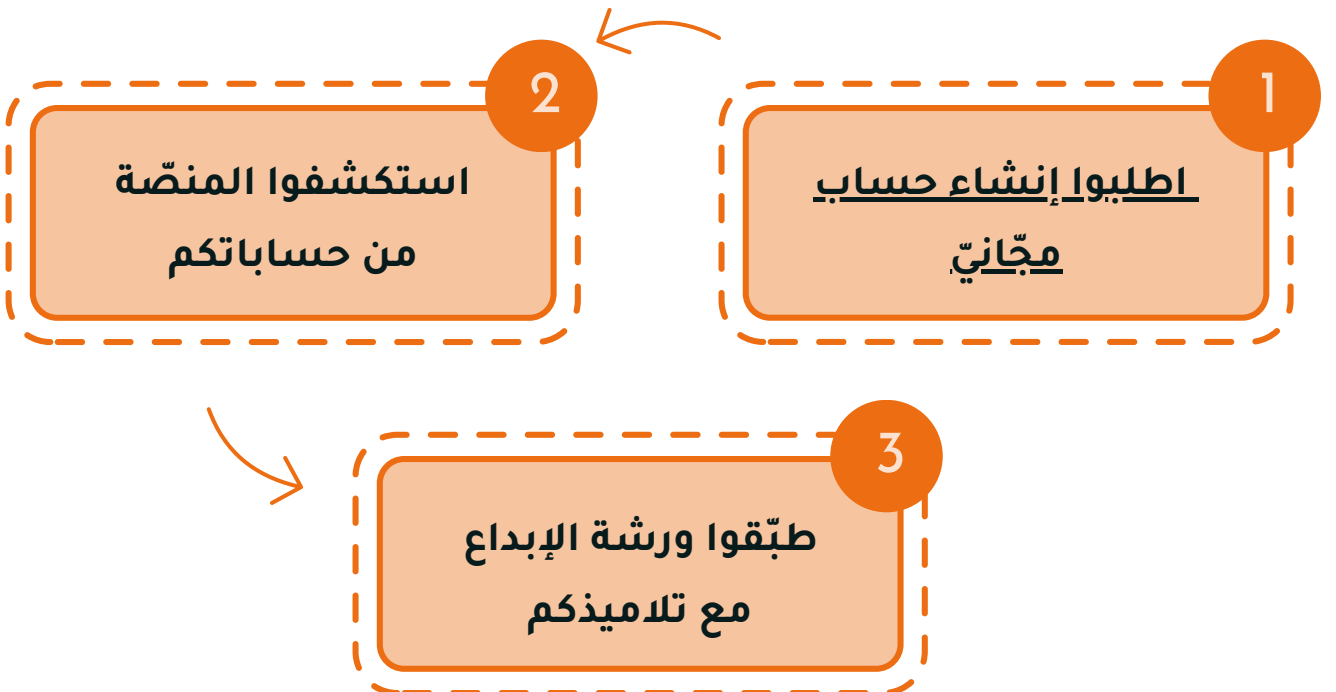 1
اطلبوا إنشاء حساب
مجّانيّ
2
استكشفوا المنصّة
من حساباتكم
3
طبّقوا ورشة الإبداع
مع تلاميذكم